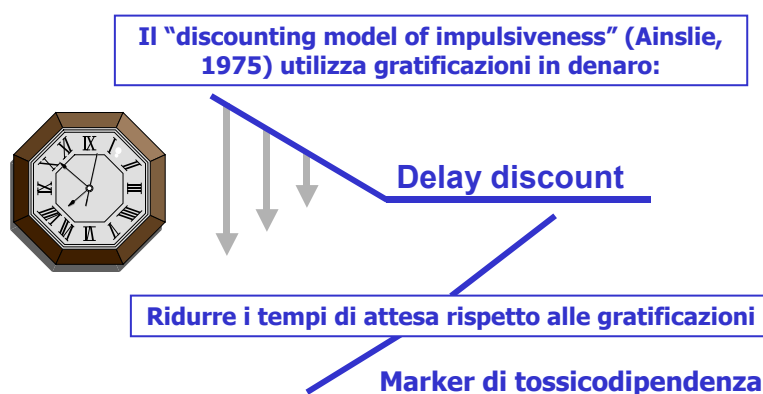 Il “discounting model of impulsiveness” (Ainslie,
1975) utilizza gratificazioni in denaro:
Delay discount
Ridurre i tempi di attesa rispetto alle gratificazioni
Marker di tossicodipendenza